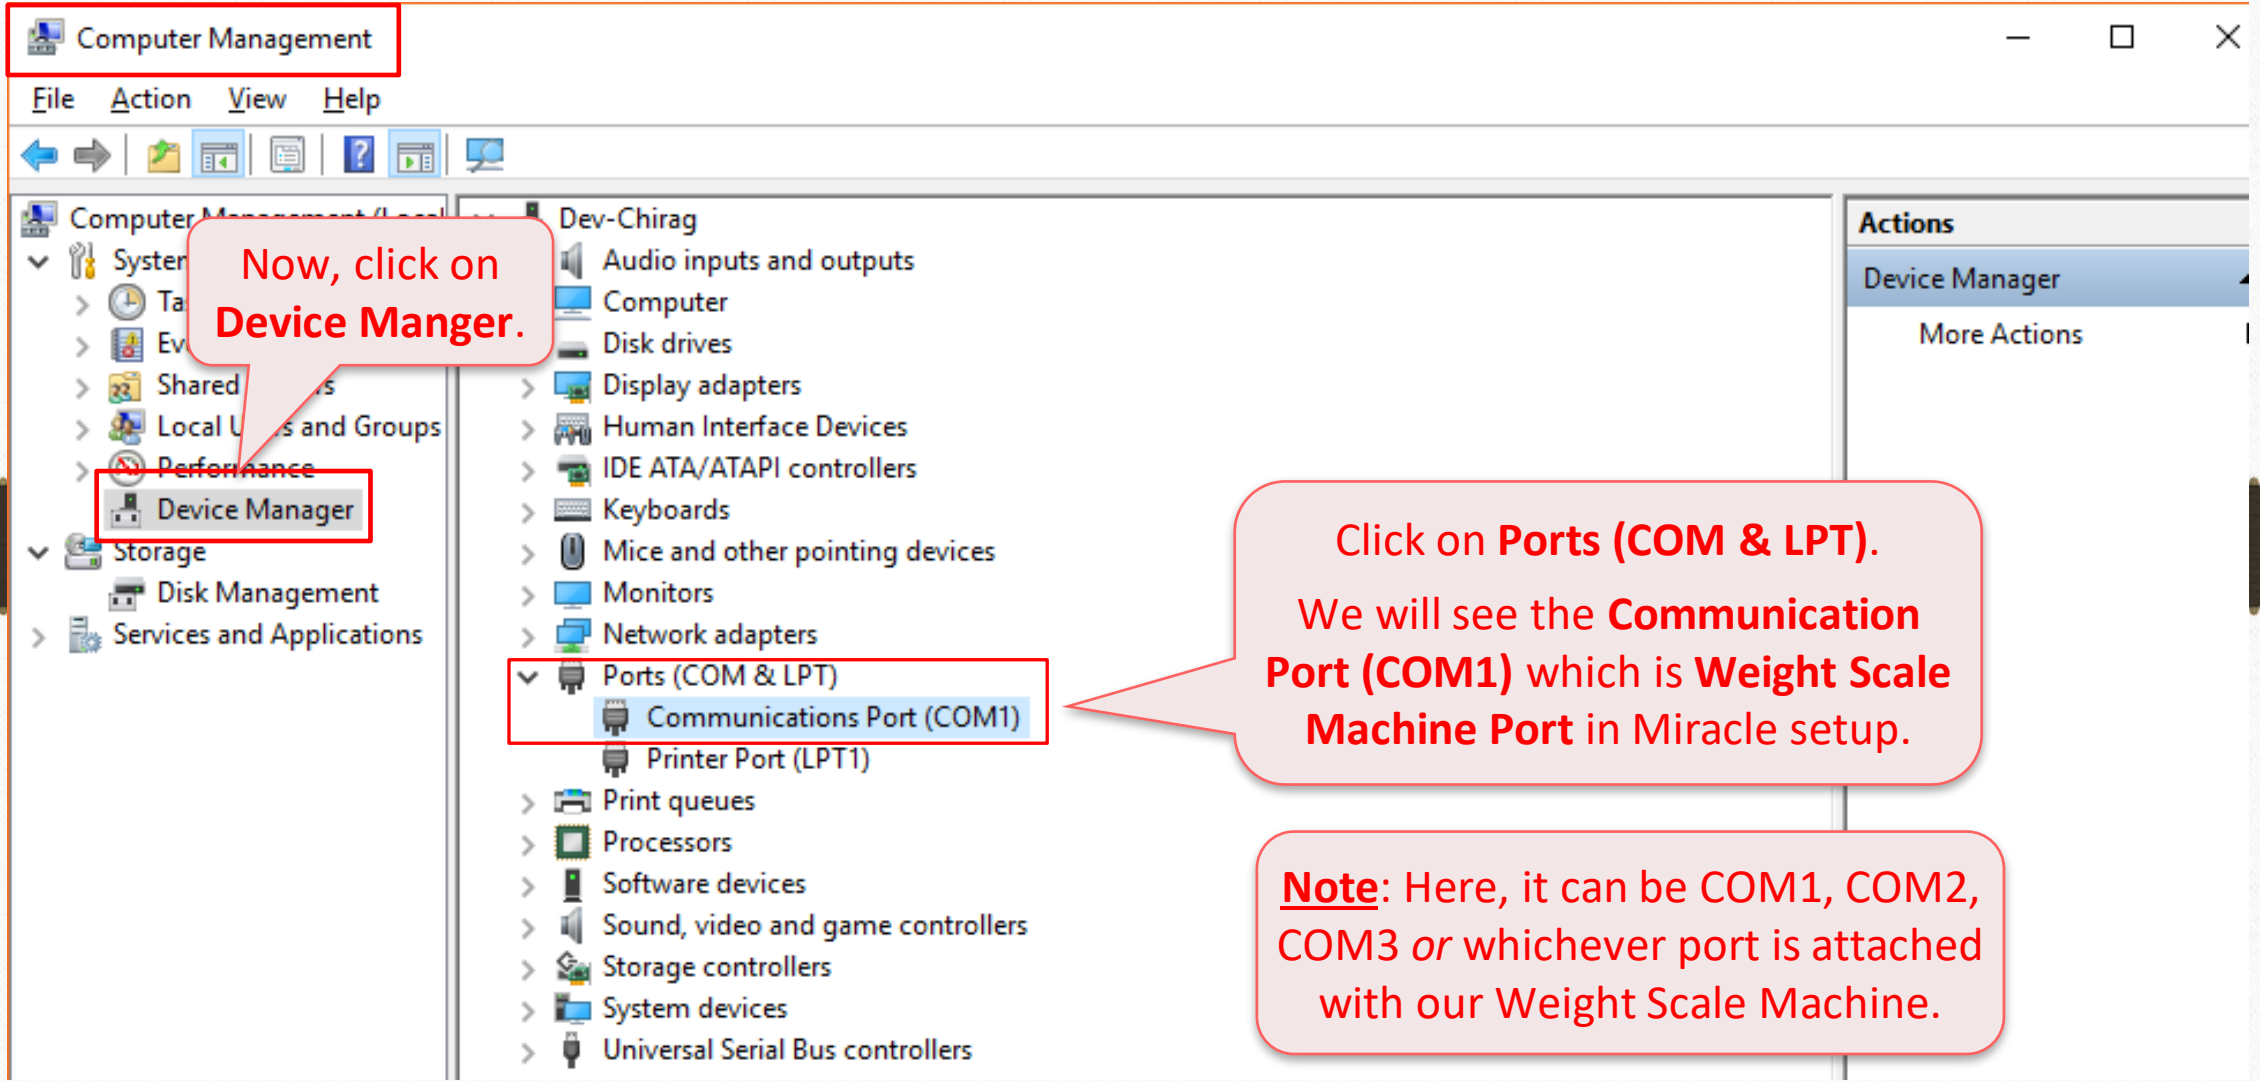 Computer Management
File Action View Help
Computer
Now, click on
Device Manger.
Shared
Local and Groups
Performance
Device Manager
Storage
Disk Management
Services and Applications
Dev-Chirag
Audio inputs and outputs
Computer
Disk drives
Display adapters
Human Interface Devices
IDE ATA/ATAPI controllers
Keyboards
Mice and other pointing devices
Monitors
Network adapters
Ports (COM & LPT)
Communications Port (COM1)
Printer Port (LPT1)
Print queues
Processors
Software devices
Sound, video and game controllers
Storage controllers
System devices
Universal Serial Bus controllers
Actions
Device Manager
More Actions
Click on Ports (COM & LPT).
We will see the Communication
Port (COM1) which is Weight Scale
Machine Port in Miracle setup.
Note: Here, it can be COM1, COM2,
COM3 or whichever port is attached
with our Weight Scale Machine.